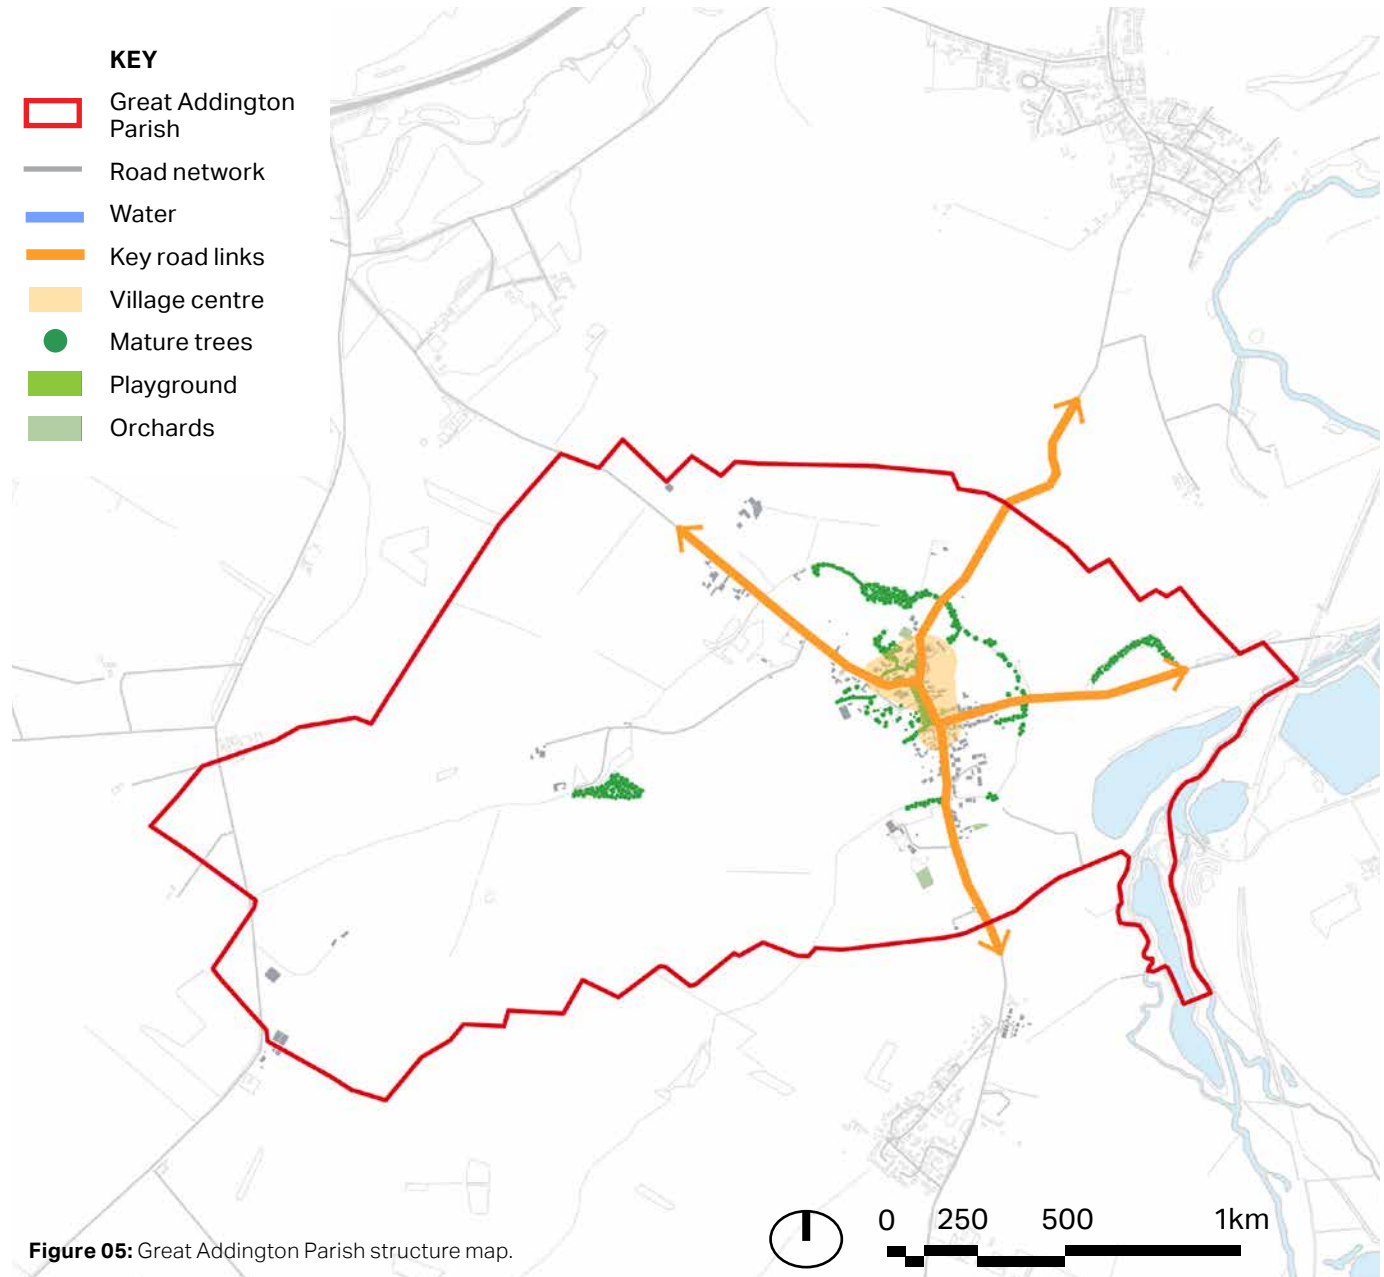 KEY
Great Addington
Parish
Road network
Water
Key road links
Village centre
Mature trees
Playground
Orchards
0 250 500 1km
Figure 05: Great Addington Parish structure map.